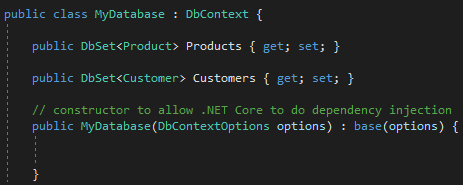 public class MyDatabase : DbContext {
public DbSet<Product> Products { get; set; }
public DbSet<Customer> Customers { get; set; }
// constructor to allow .NET Core to do dependency injection
public MyDatabase(DbContextOptions options) : base(options) {
}